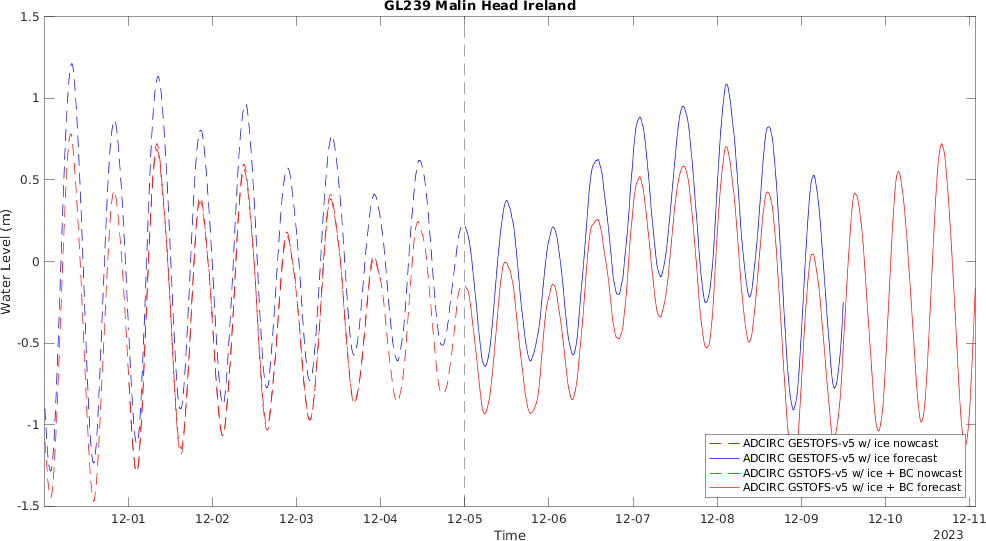 GL239 Malin Head Ireland
1.5
1
0.5
0
-0.5
-1
-1.5
Water Level (m)
12-01 12-02 12-03 12-04 12-05 12-06 12-07 12-08 12-09 12-10 12-11
Time
2023
ADCIRC GESTOFS-v5 w/ ice nowcast
ADCIRC GESTOFS-v5 w/ ice forecast
ADCIRC GSTOFS-v5 w/ ice + BC nowcast
ADCIRC GSTOFS-v5 w/ ice + BC forecast